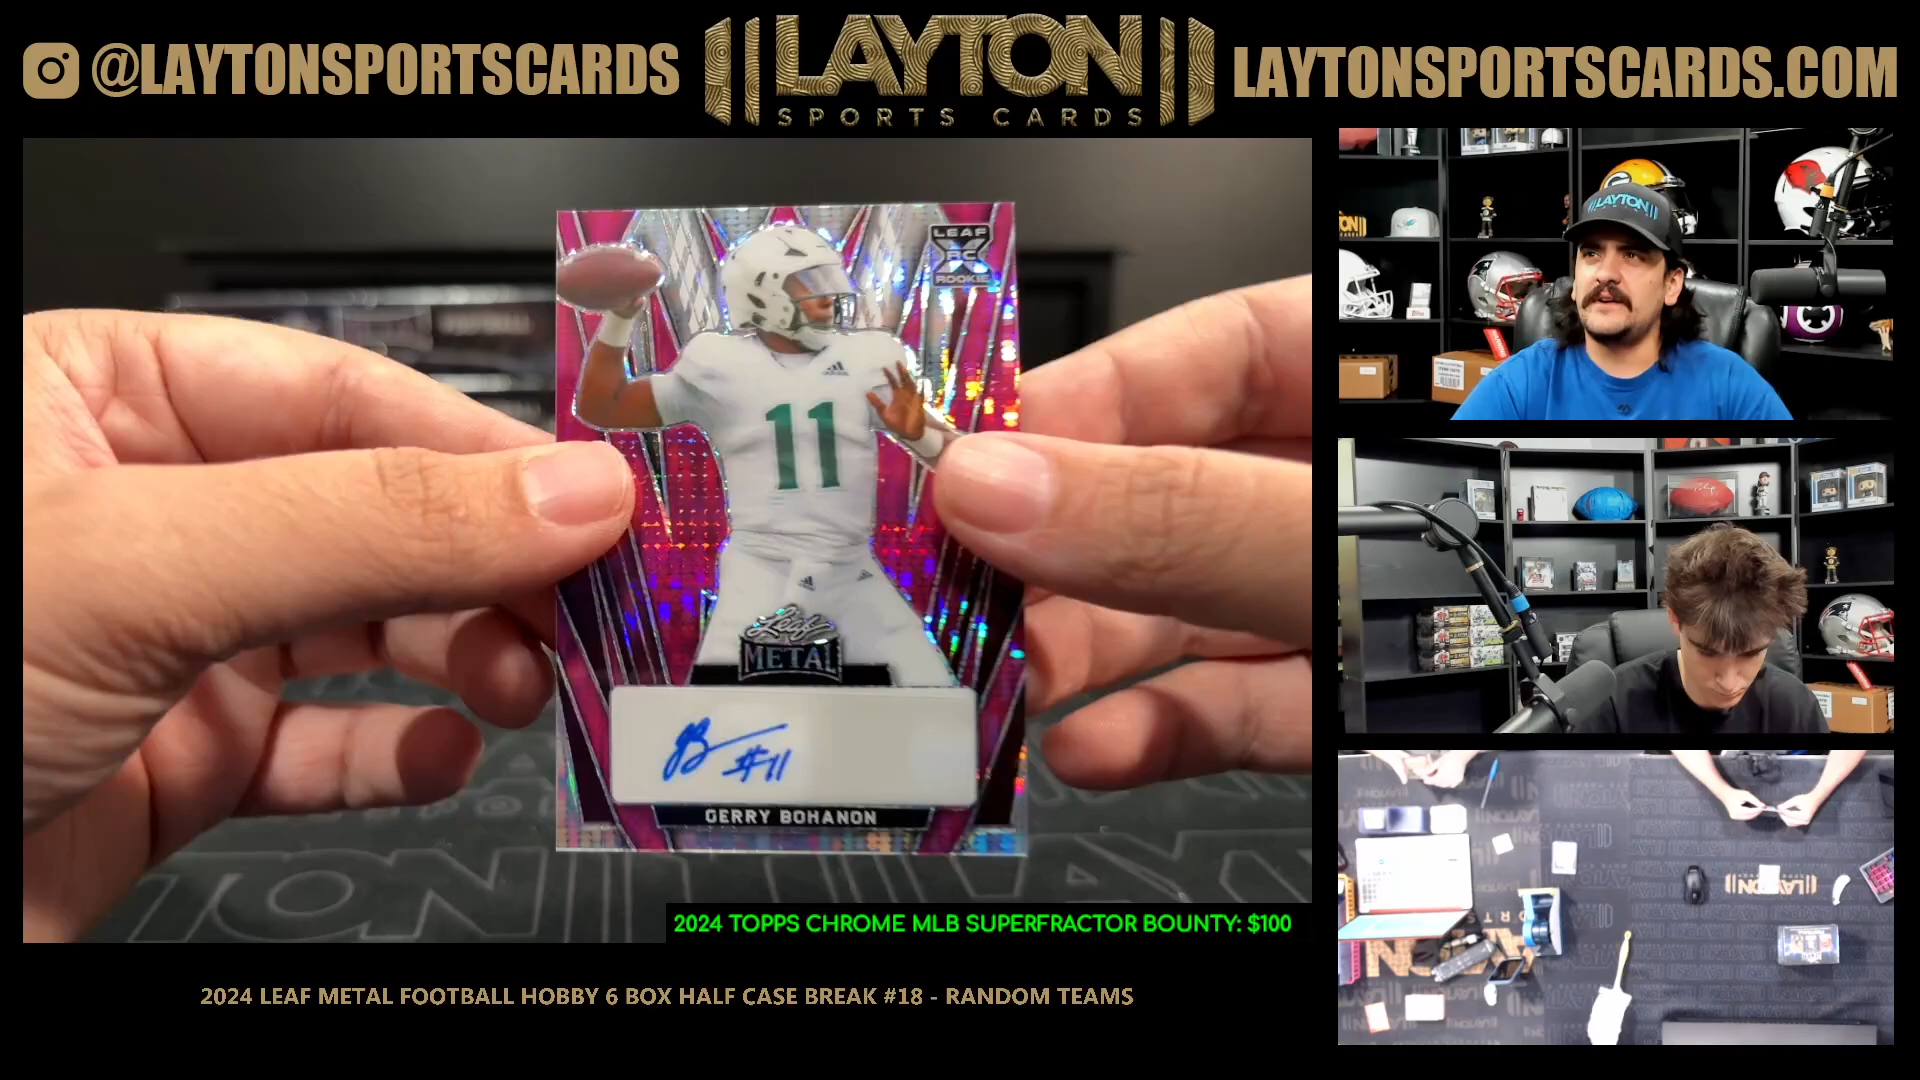 @LAYTONSPORTSCARDS
LAYTON
SPORTS CARDS
LAYTONSPORTSCARDS.COM
LEAF
RC
ROOKIE
11
Leaf
METAL
#11
GERRY BOHANON
2024 TOPPS CHROME MLB SUPERFRACTOR BOUNTY: $100
2024 LEAF METAL FOOTBALL HOBBY 6 BOX HALF CASE BREAK #18 - RANDOM TEAMS
LAYTON
LAYTON